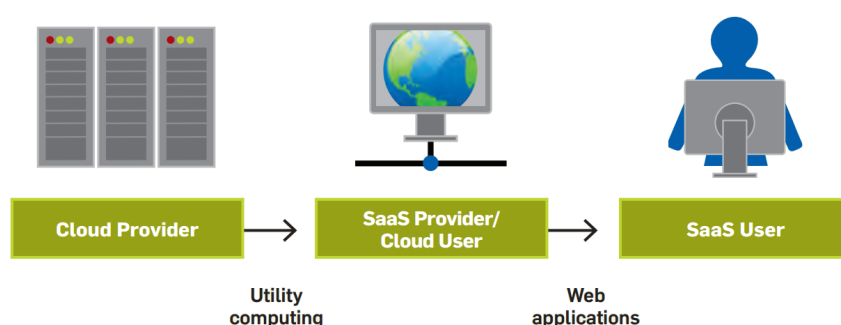 Cloud Provider
SaaS Provider/
Cloud User
SaaS User
Utility
computing
Web
applications